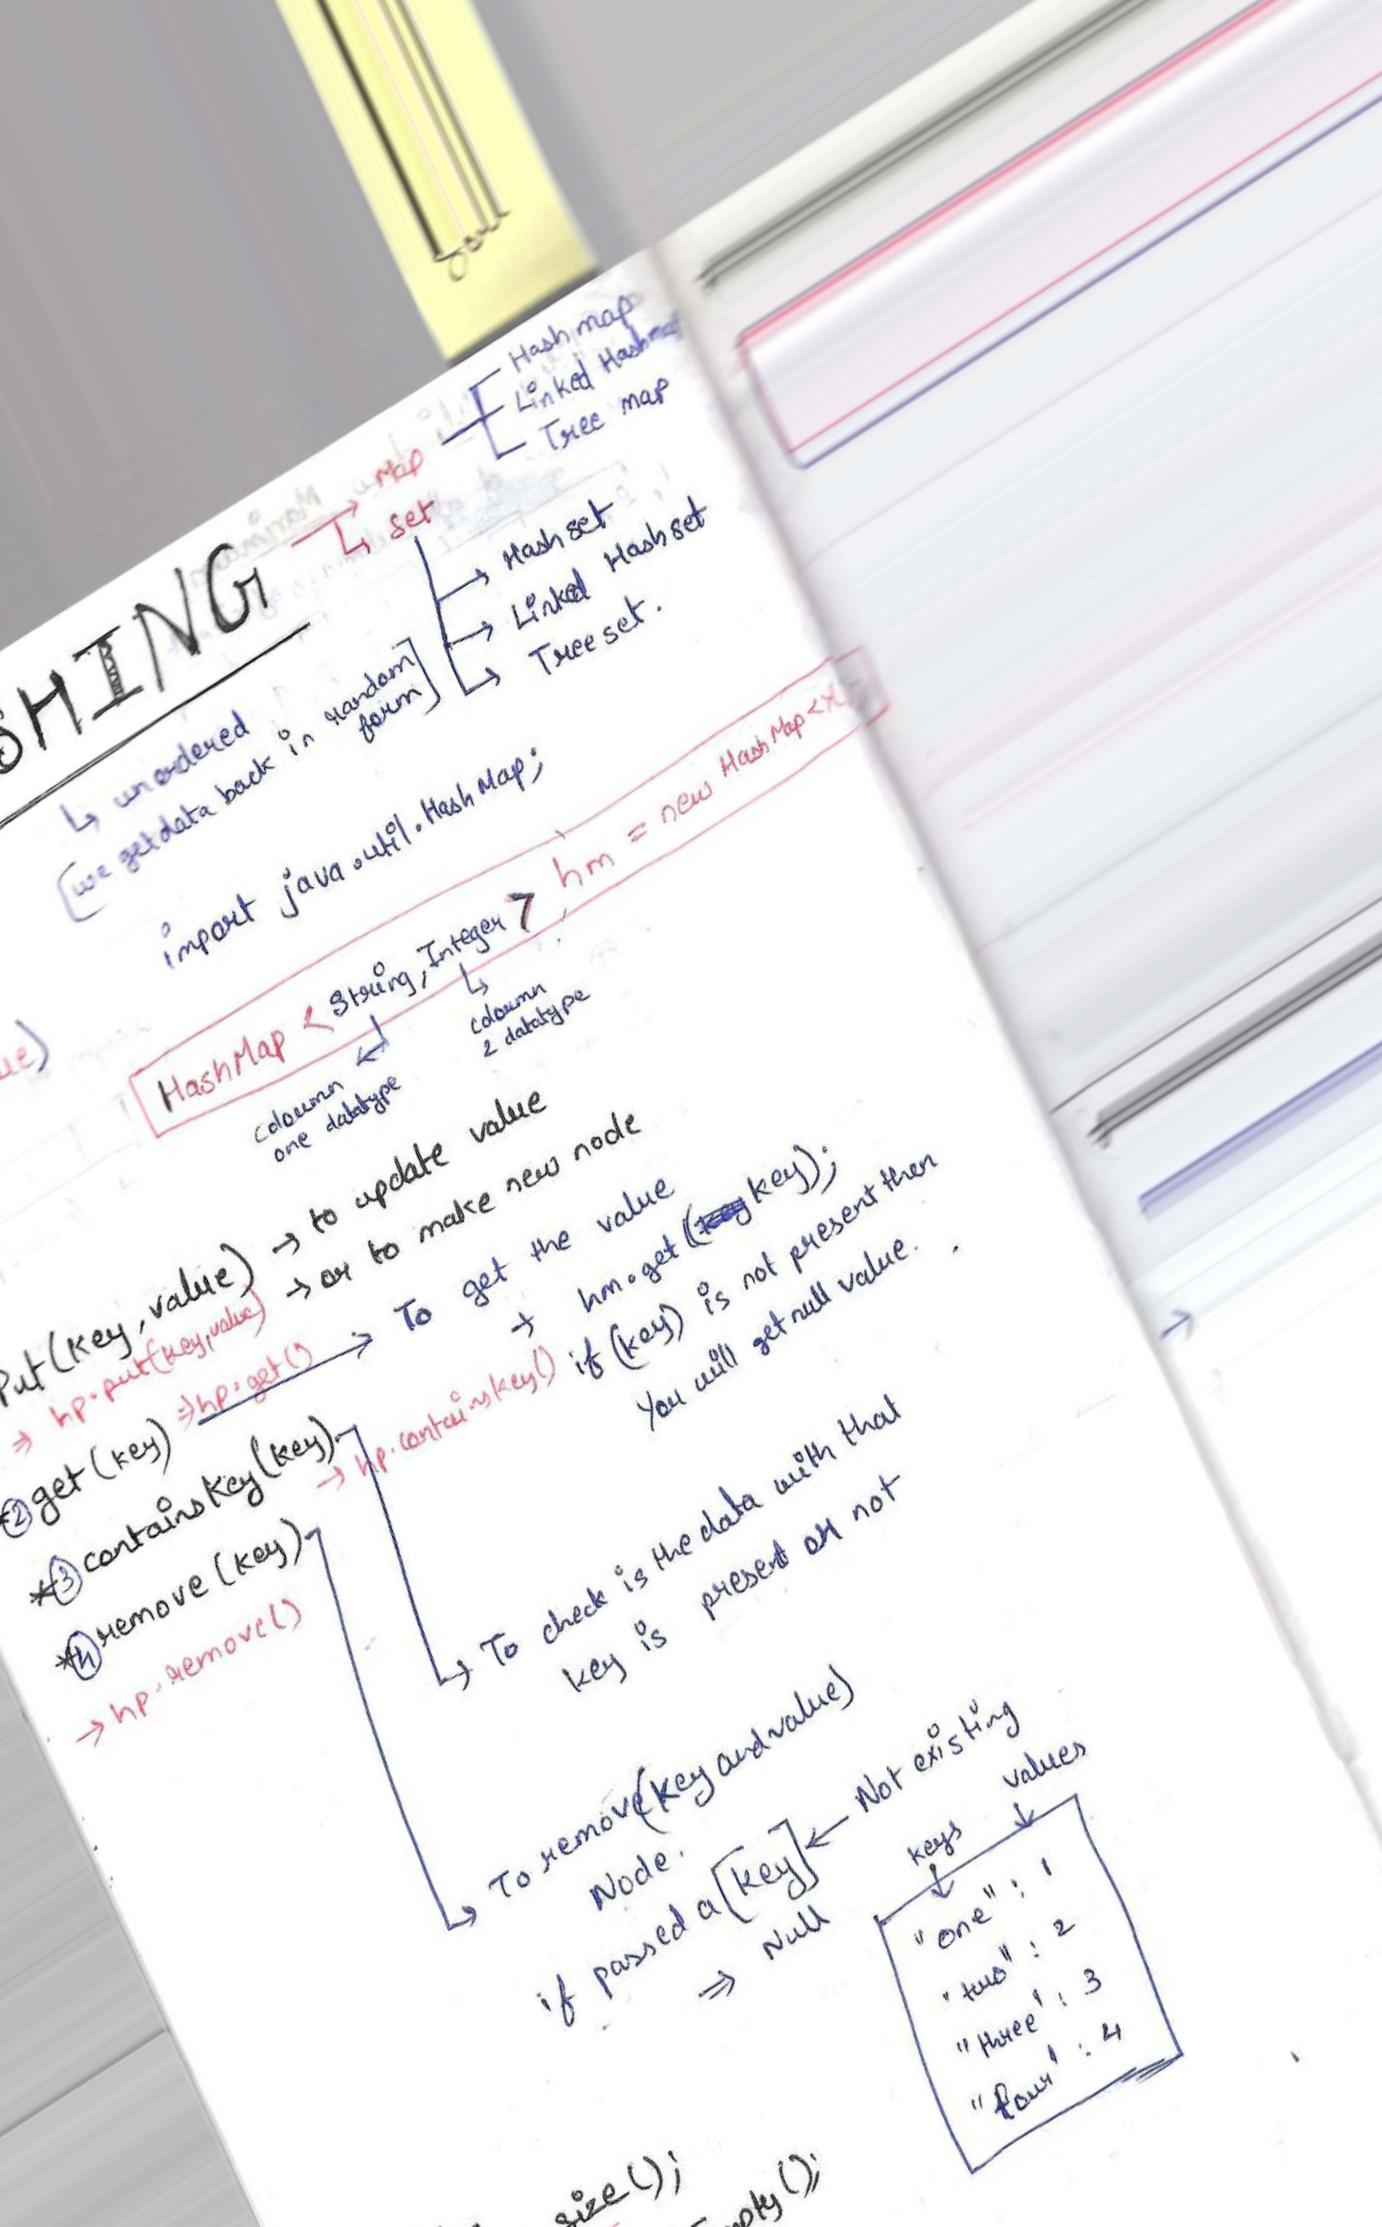 Hash map
Linked Hash
Tree map
Map
set
Hash set
Linked Hash set
Tree set.
SHING
unordered
(we get data back in random
form]
import java.util.HashMap;
HashMap <String, Integer> hm = new HashMap<
coloumn
2 datatype
coloumn
one datatype
ue)
Put(key, value) → to update value
→ or to make new node
⇒ hp.put(key,value)
② get(key) ⇒ hp.get() → To get the value
→ hm.get(key);
if (key) is not present then
You will get null value.
③ containsKey(key) → hp.containsKey()
To check is the data with that
key is present or not
④ remove(key)
→ hp.remove()
To remove(key and value)
Node.
if passed a [key] ← Not existing
⇒ Null
keys values
"one" : 1
"two" : 2
"three" : 3
"four" : 4
size();
mpty();